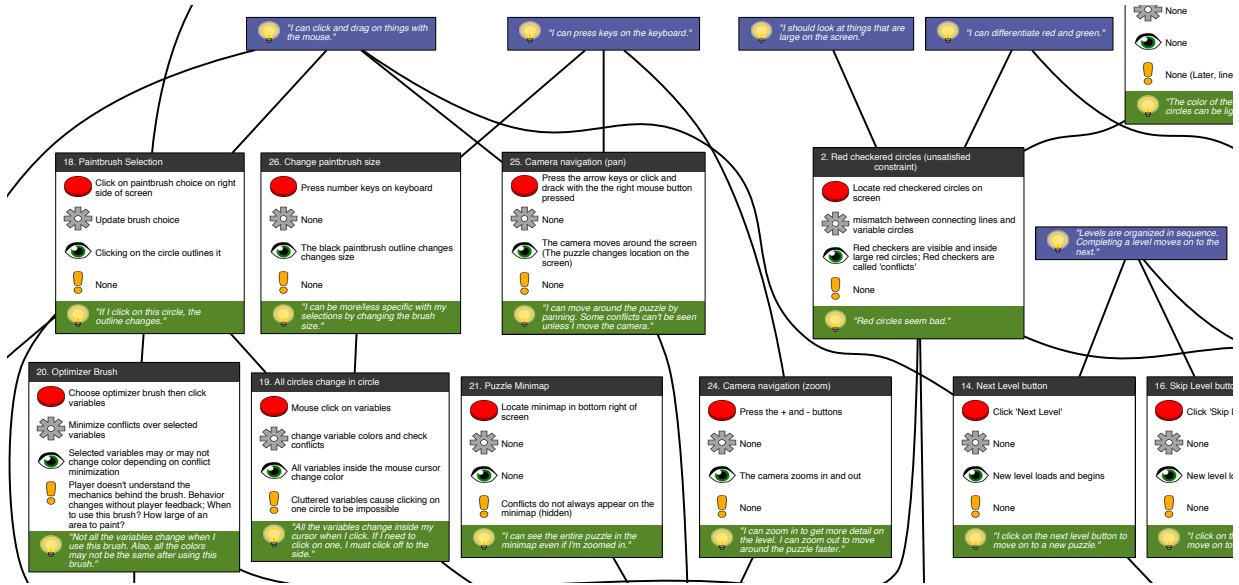 "I can click and drag on things with
the mouse."
"I can press keys on the keyboard."
"I should look at things that are
large on the screen."
"I can differentiate red and green."
None
None
None (Later, line
"The color of the
circles can be lig
18. Paintbrush Selection
Click on paintbrush choice on right
side of screen
Update brush choice
Clicking on the circle outlines it
None
"If I click on this circle, the
outline changes."
26. Change paintbrush size
Press number keys on keyboard
None
The black paintbrush outline changes
changes size
None
"I can be more/less specific with my
selections by changing the brush
size."
25. Camera navigation (pan)
Press the arrow keys or click and
drack with the the right mouse button
pressed
None
The camera moves around the screen
(The puzzle changes location on the
screen)
None
"I can move around the puzzle by
panning. Some conflicts can't be seen
unless I move the camera."
2. Red checkered circles (unsatisfied
constraint)
Locate red checkered circles on
screen
mismatch between connecting lines and
variable circles
Red checkers are visible and inside
large red circles; Red checkers are
called 'conflicts'
None
"Red circles seem bad."
"Levels are organized in sequence.
Completing a level moves on to the
next."
20. Optimizer Brush
Choose optimizer brush then click
variables
Minimize conflicts over selected
variables
Selected variables may or may not
change color depending on conflict
minimization
Player doesn't understand the
mechanics behind the brush. Behavior
changes without player feedback; When
to use this brush? How large of an
area to paint?
"Not all the variables change when I
use this brush. Also, all the colors
may not be the same after using this
brush."
19. All circles change in circle
Mouse click on variables
change variable colors and check
conflicts
All variables inside the mouse cursor
change color
Cluttered variables cause clicking on
one circle to be impossible
"All the variables change inside my
cursor when I click. If I need to
click on one, I must click off to the
side."
21. Puzzle Minimap
Locate minimap in bottom right of
screen
None
None
Conflicts do not always appear on the
minimap (hidden)
"I can see the entire puzzle in the
minimap even if I'm zoomed in."
24. Camera navigation (zoom)
Press the + and - buttons
None
The camera zooms in and out
None
"I can zoom in to get more detail on
the level. I can zoom out to move
around the puzzle faster."
14. Next Level button
Click 'Next Level'
None
New level loads and begins
None
"I click on the next level button to
move on to a new puzzle."
16. Skip Level butto
Click 'Skip
None
New level lo
None
"I click on th
move on to